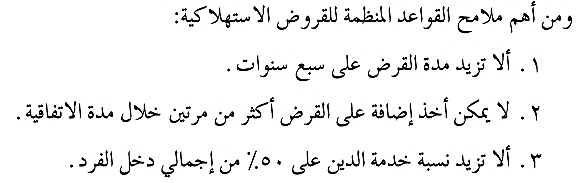 ومن أهم ملامح القواعد المنظمة للقروض الاستهلاكية:
١. ألا تزيد مدة القرض على سبع سنوات.
٢. لا يمكن أخذ إضافة على القرض أكثر من مرتين خلال مدة الاتفاقية.
٣. ألا تزيد نسبة خدمة الدين على ٥٠٪ من إجمالي دخل الفرد.